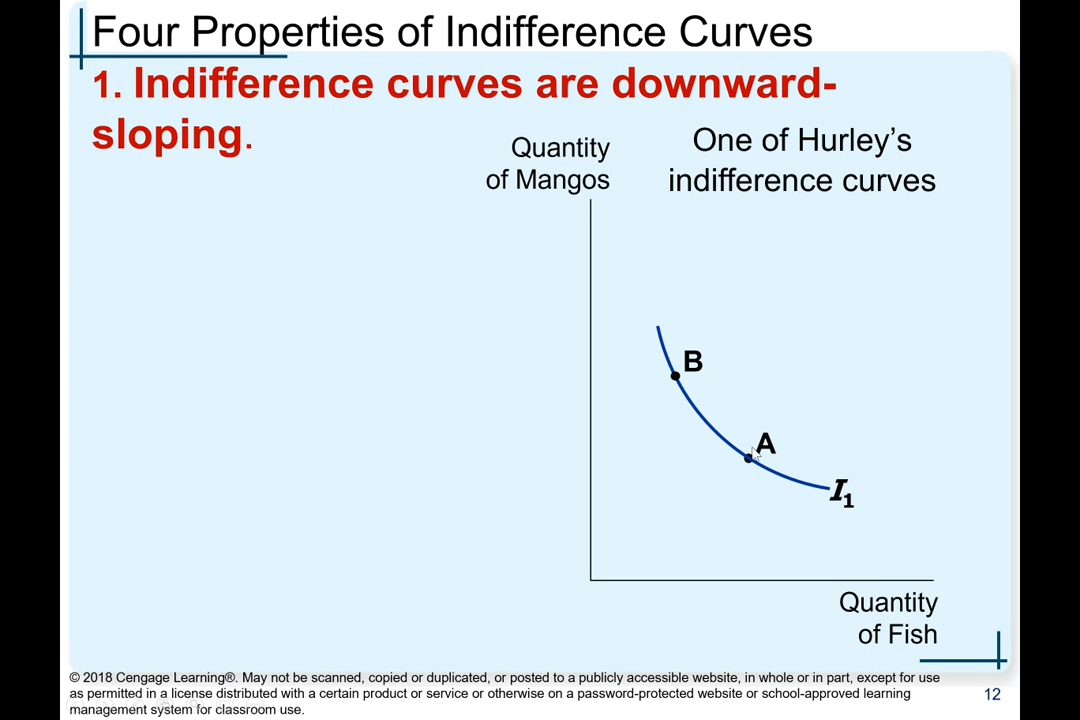 Four Properties of Indifference Curves
1. Indifference curves are downward-
sloping.
Quantity
of Mangos
One of Hurley’s
indifference curves
B
A
I1
Quantity
of Fish
© 2018 Cengage Learning®. May not be scanned, copied or duplicated, or posted to a publicly accessible website, in whole or in part, except for use
as permitted in a license distributed with a certain product or service or otherwise on a password-protected website or school-approved learning
management system for classroom use.
12